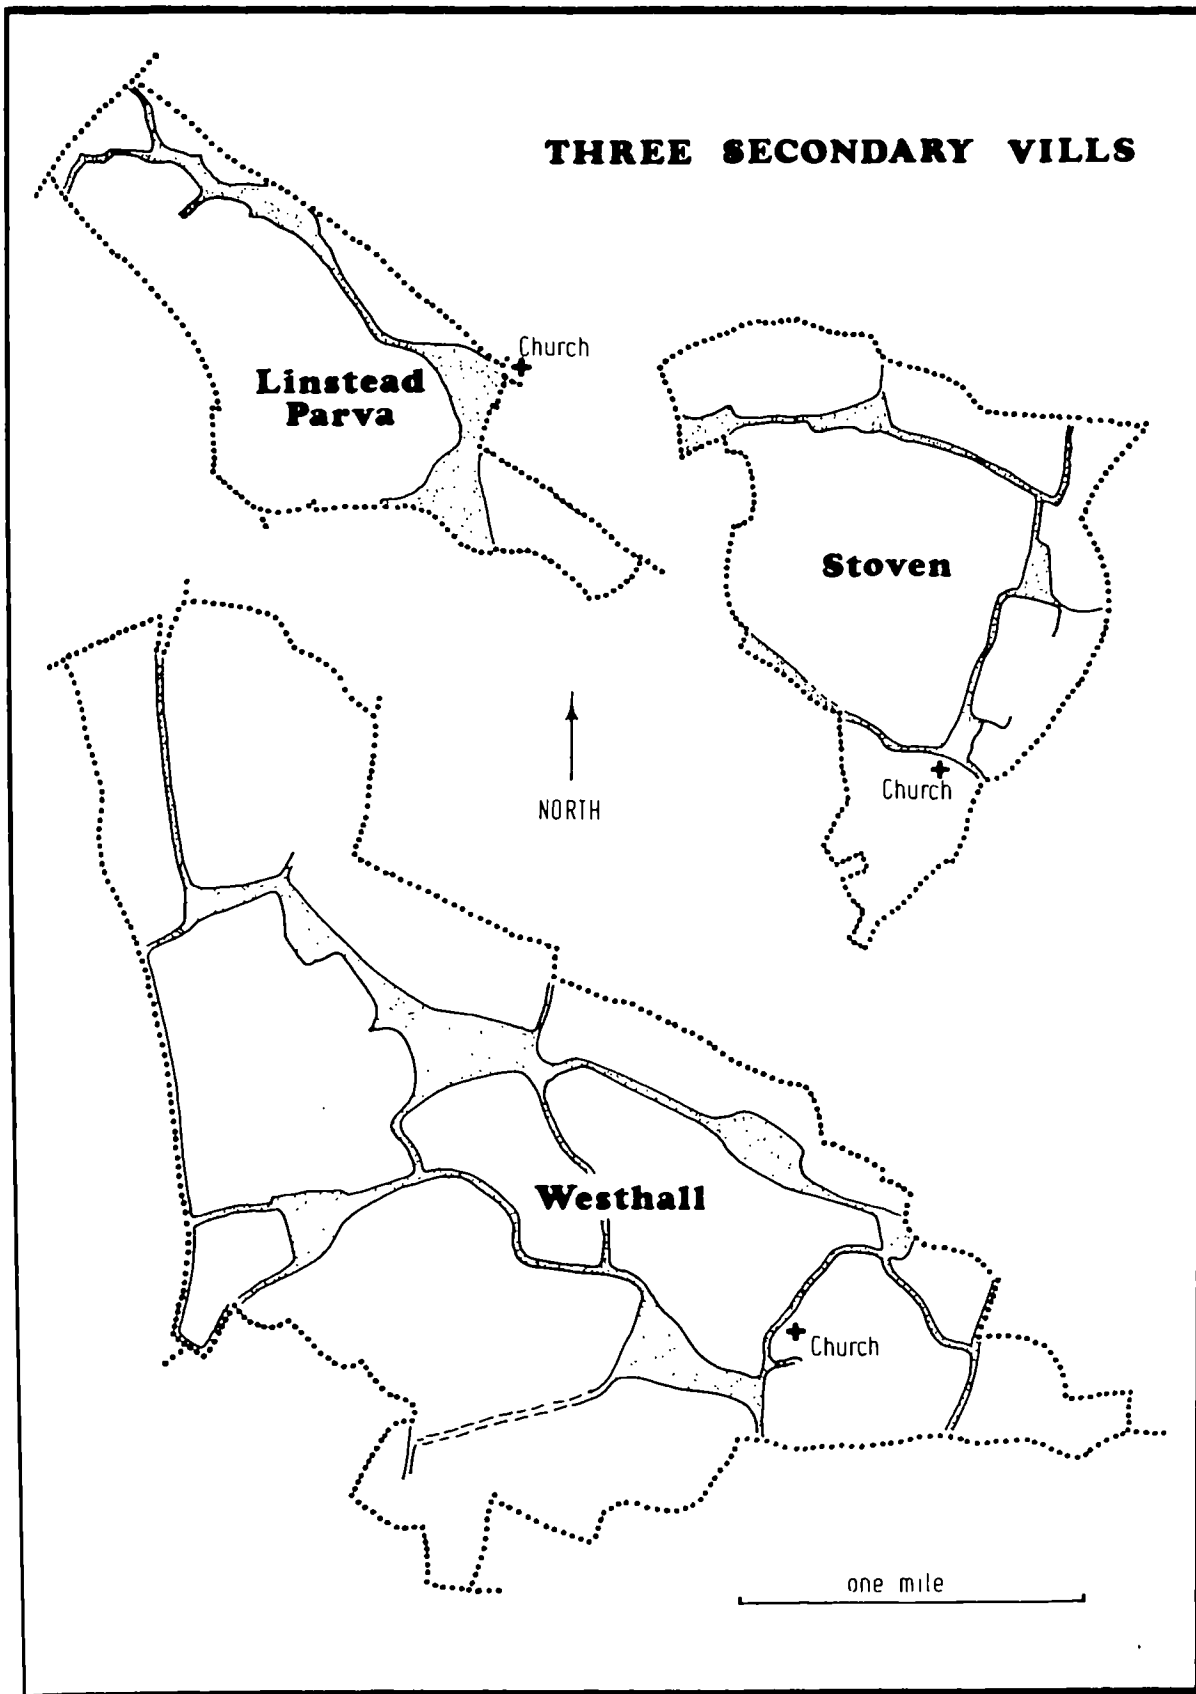 THREE SECONDARY VILLS
Church
Linstead
Parva
Stoven
Church
NORTH
Westhall
Church
one mile